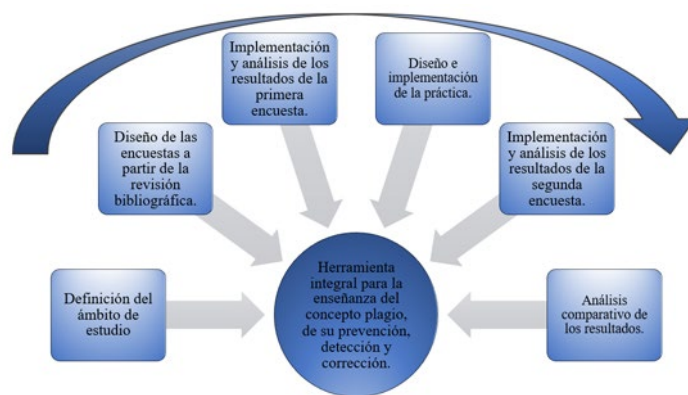 Definición del
ámbito de
estudio
Diseño de las
encuestas a
partir de la
revisión
bibliográfica.
Implementación
y análisis de los
resultados de la
primera
encuesta.
Diseño e
implementación
de la práctica.
Implementación
y análisis de los
resultados de la
segunda
encuesta.
Análisis
comparativo de
los resultados.
Herramienta
integral para la
enseñanza del
concepto plagio,
de su prevención,
detección y
corrección.